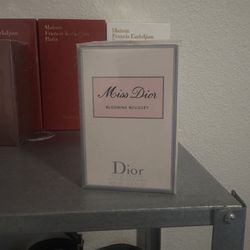 Maison
Francis Kurkdjian
Paris
Maison
Francis Kurkdjian
Miss Dior
BLOOMING BOUQUET
Dior